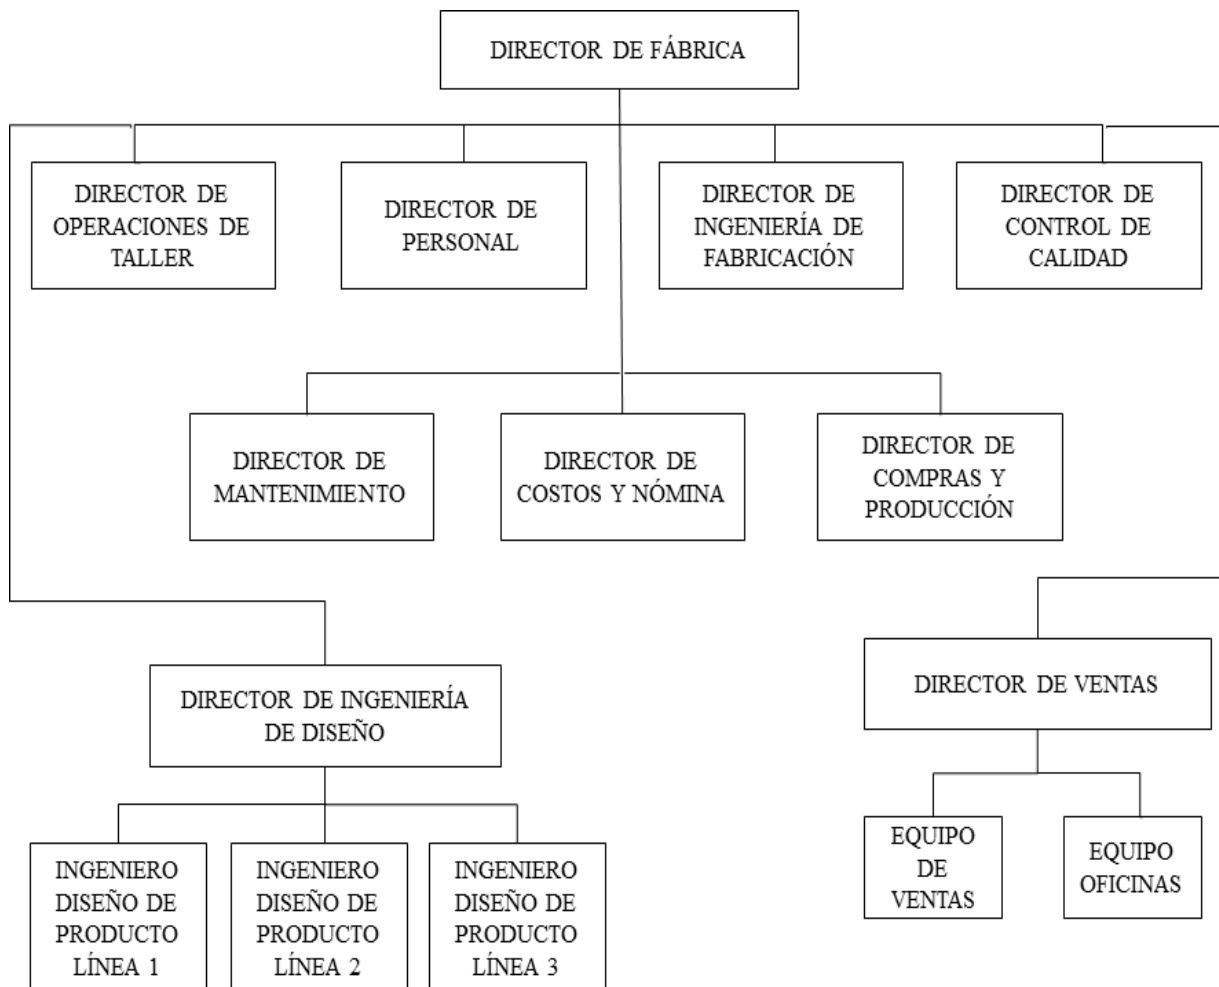 DIRECTOR DE FÁBRICA
DIRECTOR DE
OPERACIONES DE
TALLER
DIRECTOR DE
PERSONAL
DIRECTOR DE
INGENIERÍA DE
FABRICACIÓN
DIRECTOR DE
CONTROL DE
CALIDAD
DIRECTOR DE
MANTENIMIENTO
DIRECTOR DE
COSTOS Y NÓMINA
DIRECTOR DE
COMPRAS Y
PRODUCCIÓN
DIRECTOR DE INGENIERÍA
DE DISEÑO
DIRECTOR DE VENTAS
INGENIERO
DISEÑO DE
PRODUCTO
LÍNEA 1
INGENIERO
DISEÑO DE
PRODUCTO
LÍNEA 2
INGENIERO
DISEÑO DE
PRODUCTO
LÍNEA 3
EQUIPO
DE
VENTAS
EQUIPO
OFICINAS